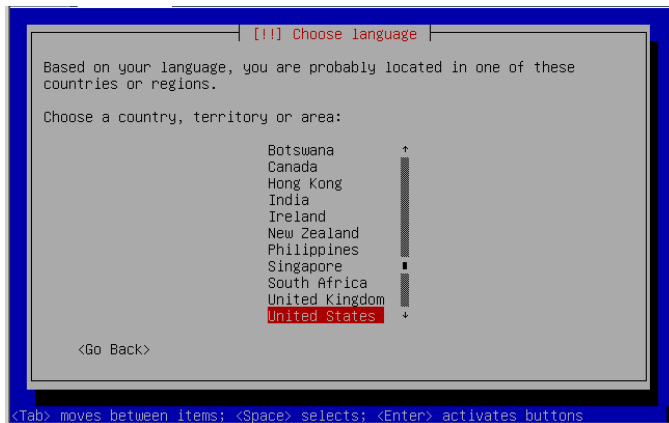 [!!] Choose language
Based on your language, you are probably located in one of these
countries or regions.
Choose a country, territory or area:
Botswana
Canada
Hong Kong
India
Ireland
New Zealand
Philippines
Singapore
South Africa
United Kingdom
United States
<Go Back>
<Tab> moves between items; <Space> selects; <Enter> activates buttons